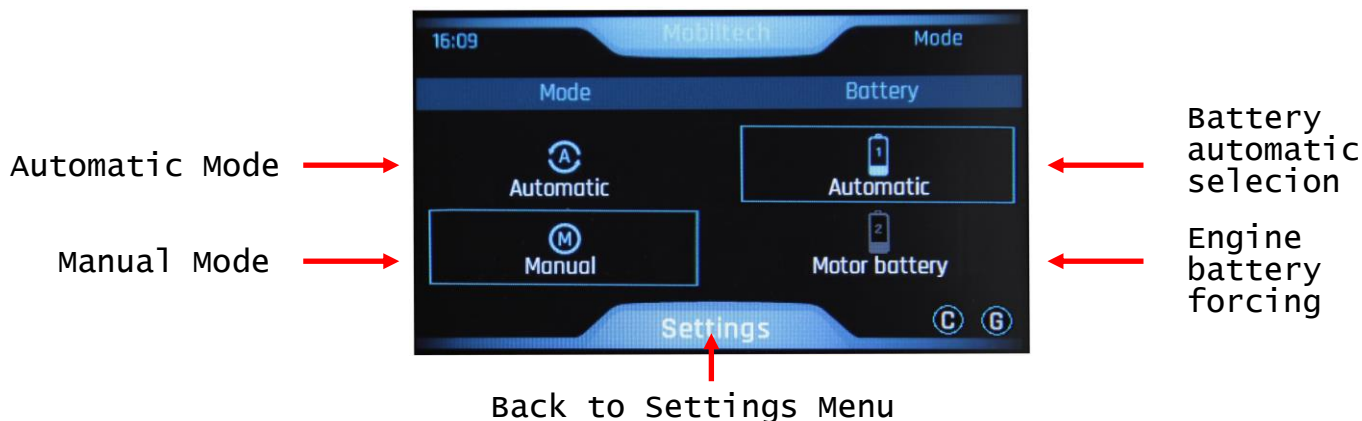 16:09 Mobiltech Mode
Mode Battery
A 1
Automatic Automatic
M 2
Manual Motor battery
Settings C G
Automatic Mode
Manual Mode
Battery
automatic
selecion
Engine
battery
forcing
Back to Settings Menu